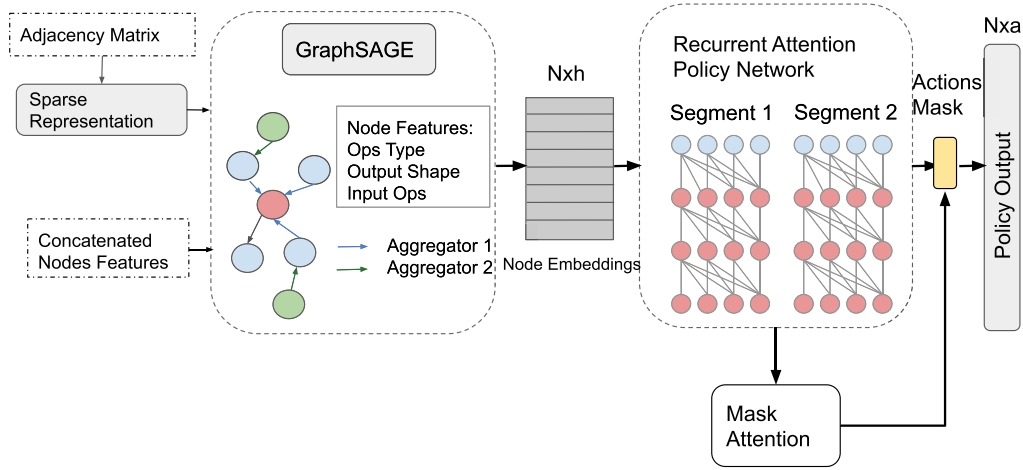 Adjacency Matrix
Sparse
Representation
Concatenated
Nodes Features
GraphSAGE
Node Features:
Ops Type
Output Shape
Input Ops
Aggregator 1
Aggregator 2
Nxh
Node Embeddings
Recurrent Attention
Policy Network
Segment 1
Segment 2
Mask
Attention
Actions
Mask
Nxa
Policy Output